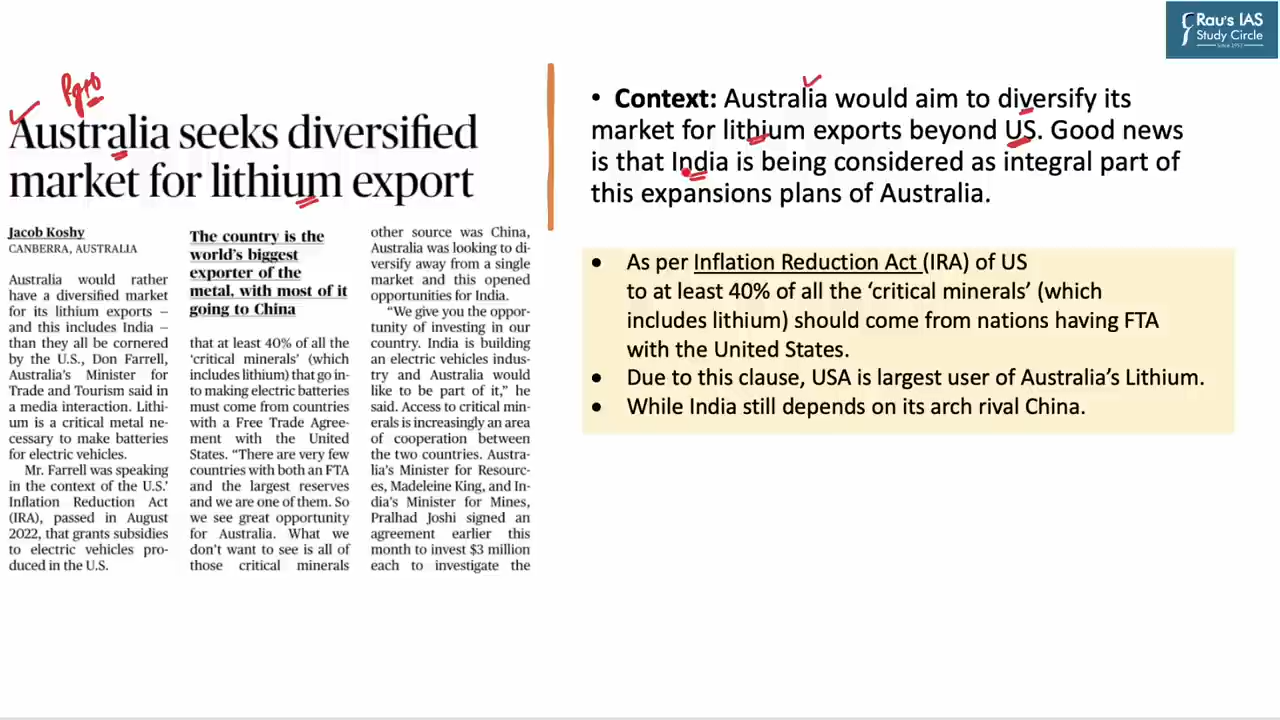 Rau's IAS
Study Circle
SINCE 1953
Pg10
Australia seeks diversified
market for lithium export
Jacob Koshy
CANBERRA, AUSTRALIA
Australia would rather
have a diversified market
for its lithium exports –
and this includes India –
than they all be cornered
by the U.S., Don Farrell,
Australia's Minister for
Trade and Tourism said in
a media interaction. Lithi-
um is a critical metal ne-
cessary to make batteries
for electric vehicles.
Mr. Farrell was speaking
in the context of the U.S.'
Inflation Reduction Act
(IRA), passed in August
2022, that grants subsidies
to electric vehicles pro-
duced in the U.S.
The country is the
world's biggest
exporter of the
metal, with most of it
going to China
that at least 40% of all the
'critical minerals' (which
includes lithium) that go in-
to making electric batteries
must come from countries
with a Free Trade Agree-
ment with the United
States. "There are very few
countries with both an FTA
and the largest reserves
and we are one of them. So
we see great opportunity
for Australia. What we
don't want to see is all of
those critical minerals
other source was China,
Australia was looking to di-
versify away from a single
market and this opened
opportunities for India.
"We give you the oppor-
tunity of investing in our
country. India is building
an electric vehicles indus-
try and Australia would
like to be part of it," he
said. Access to critical min-
erals is increasingly an area
of cooperation between
the two countries. Austra-
lia's Minister for Resourc-
es, Madeleine King, and In-
dia's Minister for Mines,
Pralhad Joshi signed an
agreement earlier this
month to invest $3 million
each to investigate the
• Context: Australia would aim to diversify its
market for lithium exports beyond US. Good news
is that India is being considered as integral part of
this expansions plans of Australia.
• As per Inflation Reduction Act (IRA) of US
to at least 40% of all the 'critical minerals' (which
includes lithium) should come from nations having FTA
with the United States.
• Due to this clause, USA is largest user of Australia's Lithium.
• While India still depends on its arch rival China.